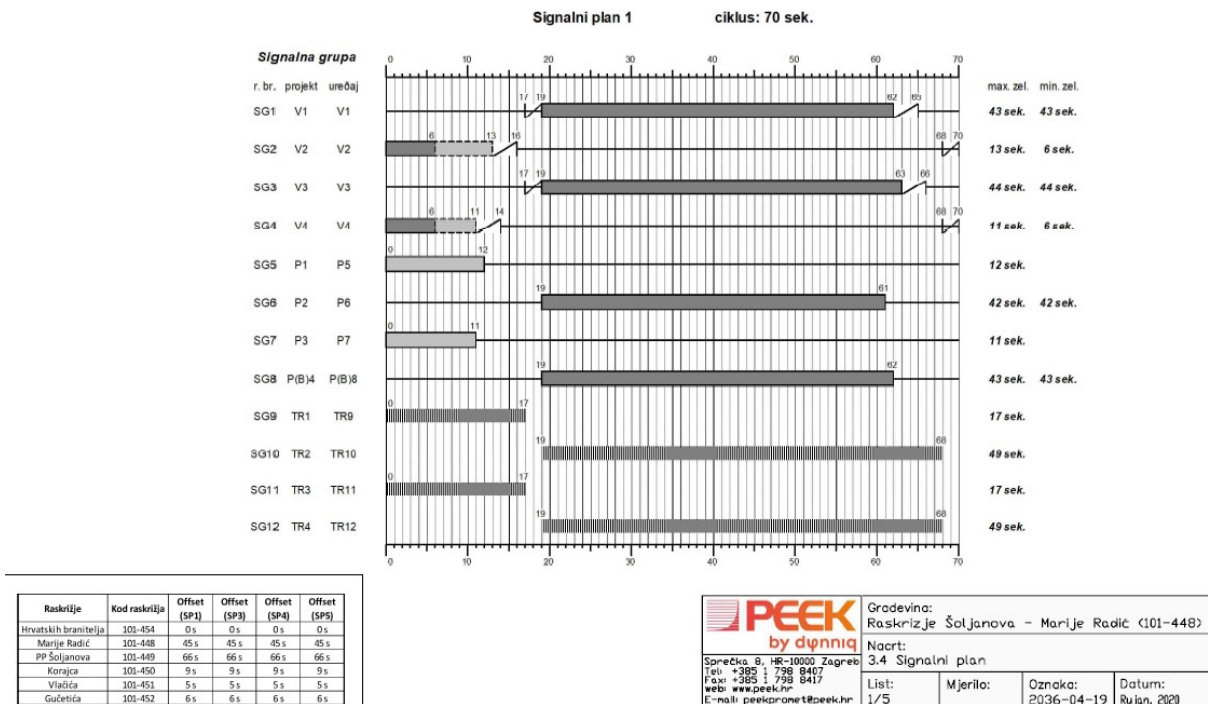 Signalni plan 1 ciklus: 70 sek.
Signalna grupa
0 10 20 30 40 50 60 70
r. br. projekt uređaj max. zel. min. zel.
SG1 V1 V1 17 19 62 65 43 sek. 43 sek.
SG2 V2 V2 6 13 16 68 70 13 sek. 6 sek.
SG3 V3 V3 17 19 63 66 44 sek. 44 sek.
SG4 V4 V4 6 11 14 68 70 11 sek. 6 sek.
SG5 P1 P5 0 12 12 sek.
SG6 P2 P6 19 61 42 sek. 42 sek.
SG7 P3 P7 0 11 11 sek.
SG8 P(B)4 P(B)8 19 62 43 sek. 43 sek.
SG9 TR1 TR9 0 17 17 sek.
SG10 TR2 TR10 19 68 49 sek.
SG11 TR3 TR11 0 17 17 sek.
SG12 TR4 TR12 19 68 49 sek.
0 10 20 30 40 50 60 70
Raskrižje Kod raskrižja Offset (SP1) Offset (SP3) Offset (SP4) Offset (SP5)
Hrvatskih branitelja 101-454 0 s 0 s 0 s 0 s
Marije Radić 101-448 45 s 45 s 45 s 45 s
PP Šoljanova 101-449 66 s 66 s 66 s 66 s
Korajca 101-450 9 s 9 s 9 s 9 s
Vlačića 101-451 5 s 5 s 5 s 5 s
Gučetića 101-452 6 s 6 s 6 s 6 s
PEEK
by dynniq
Sprečka 8, HR-10000 Zagreb
Tel: +385 1 798 8407
Fax: +385 1 798 8417
web: www.peek.hr
E-mail: peekpromet@peek.hr
Građevina:
Raskrizje Šoljanova - Marije Radić (101-448)
Nacrt:
3.4 Signalni plan
List: Mjerilo: Oznaka: Datum:
1/5 2036-04-19 Rujan, 2020